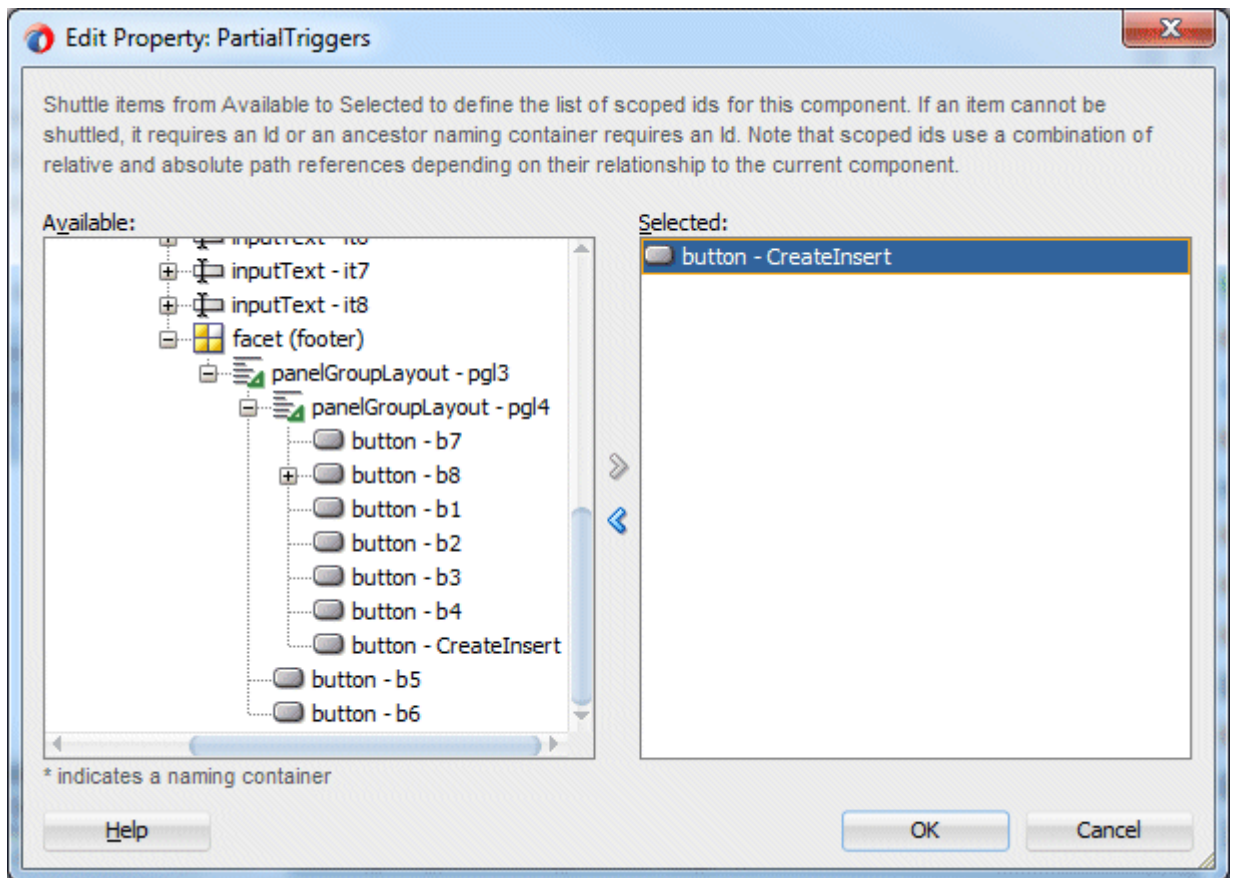 Edit Property: PartialTriggers
Shuttle items from Available to Selected to define the list of scoped ids for this component. If an item cannot be
shuttled, it requires an Id or an ancestor naming container requires an Id. Note that scoped ids use a combination of
relative and absolute path references depending on their relationship to the current component.
Available:
Selected:
inputText - it6
inputText - it7
inputText - it8
facet (footer)
panelGroupLayout - pgl3
panelGroupLayout - pgl4
button - b7
button - b8
button - b1
button - b2
button - b3
button - b4
button - CreateInsert
button - b5
button - b6
button - CreateInsert
* indicates a naming container
Help
OK
Cancel